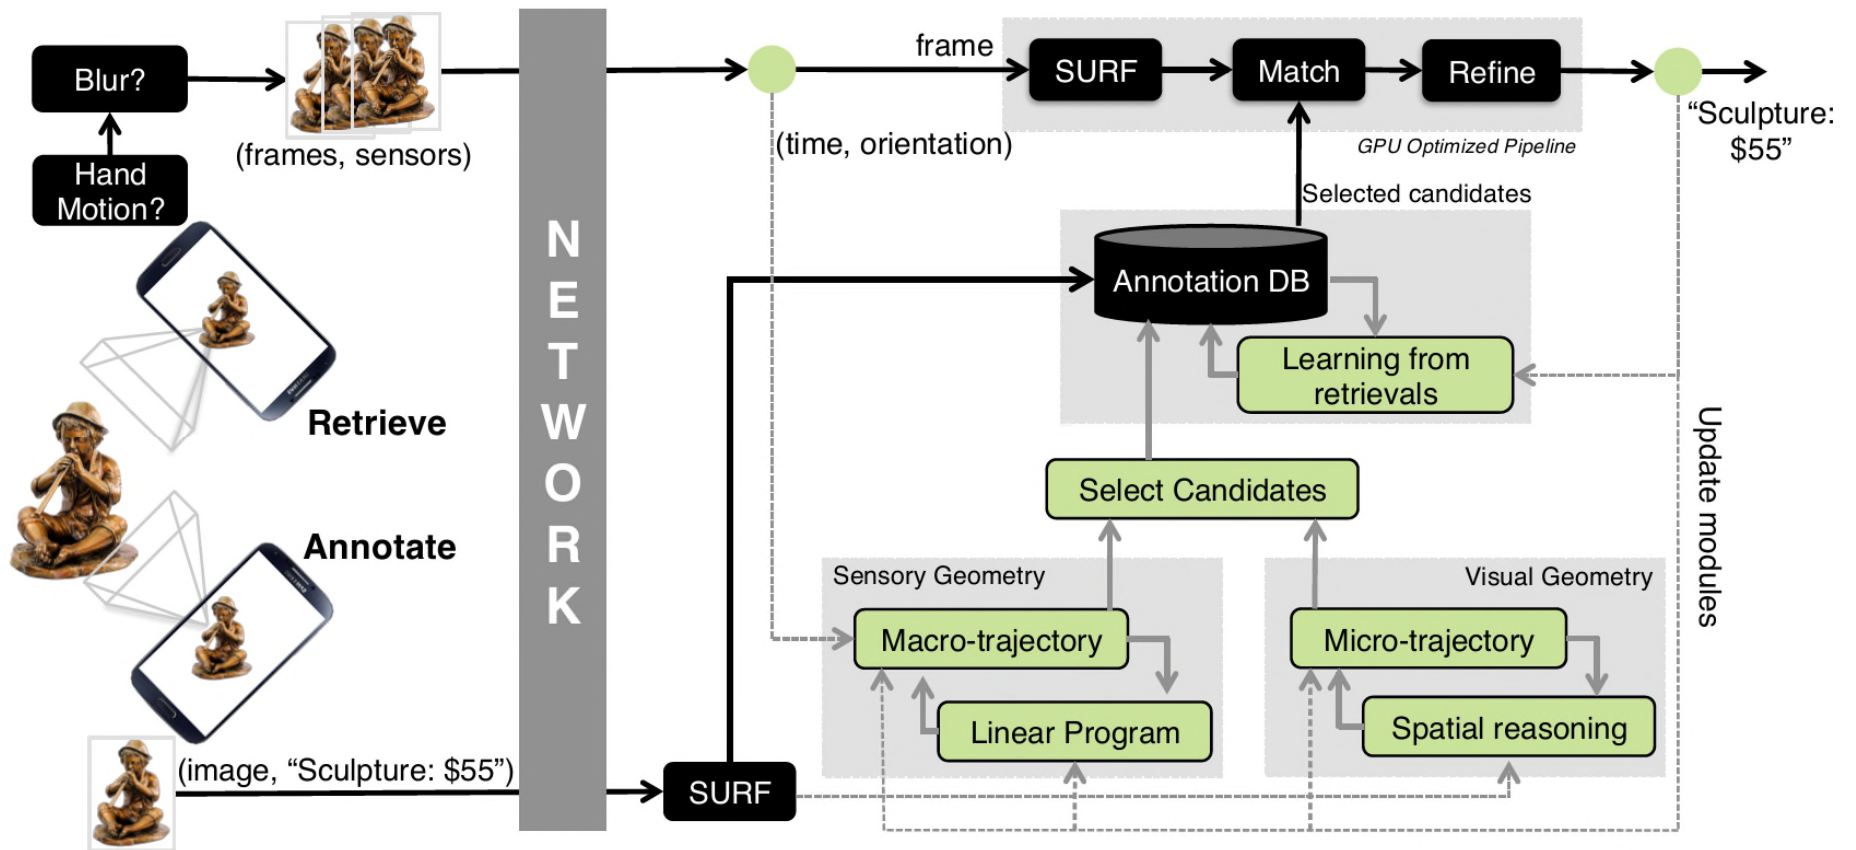 Blur?
Hand
Motion?
(frames, sensors)
Retrieve
Annotate
(image, “Sculpture: $55”)
NETWORK
frame
(time, orientation)
SURF
Match
Refine
GPU Optimized Pipeline
“Sculpture:
$55”
Selected candidates
Annotation DB
Learning from
retrievals
Update modules
Select Candidates
Sensory Geometry
Macro-trajectory
Linear Program
Visual Geometry
Micro-trajectory
Spatial reasoning
SURF